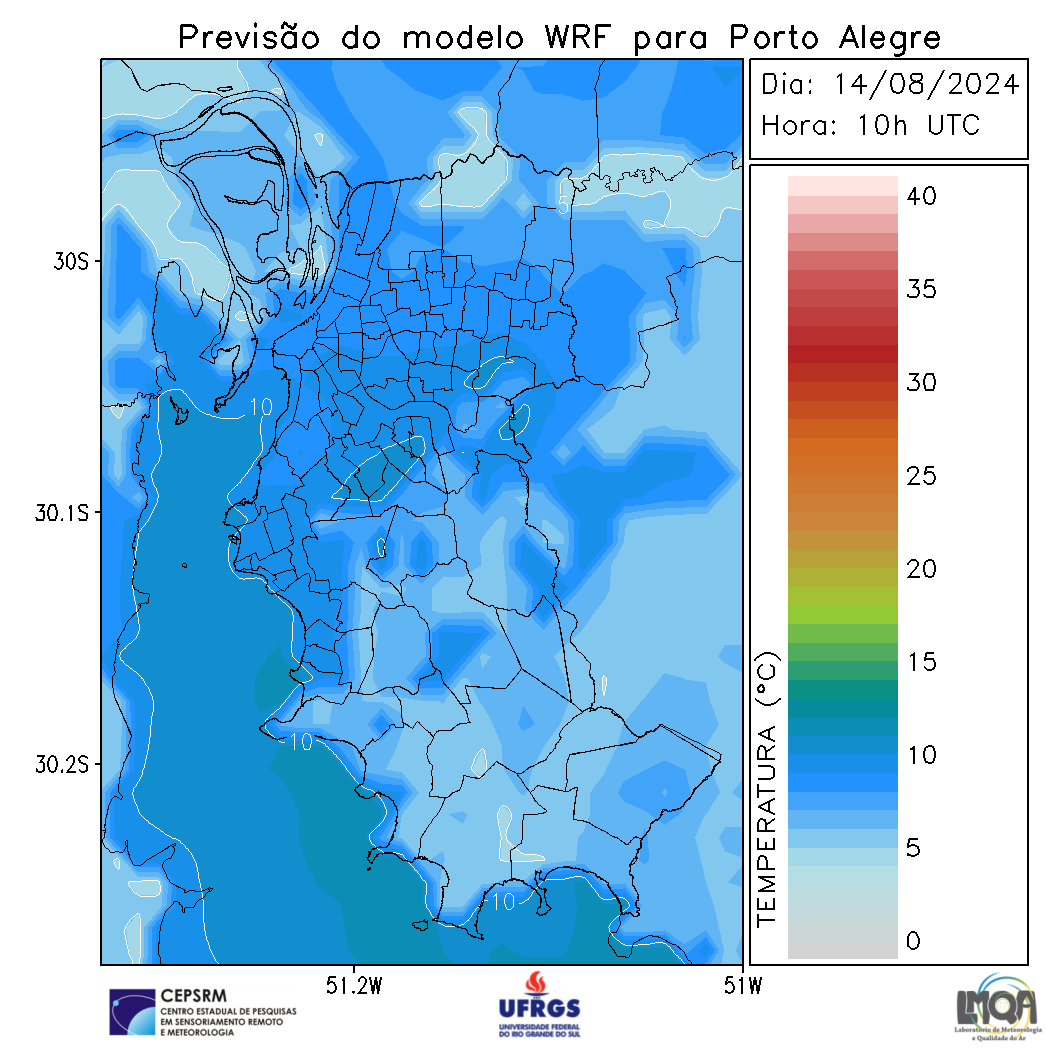 Previsão do modelo WRF para Porto Alegre
Dia: 14/08/2024
Hora: 10h UTC
40
35
30
25
20
15
10
5
0
TEMPERATURA (°C)
30S
30.1S
30.2S
51.2W
51W
5
10
10
10
CEPSRM
CENTRO ESTADUAL DE PESQUISAS
EM SENSORIAMENTO REMOTO
E METEOROLOGIA
UFRGS
UNIVERSIDADE FEDERAL
DO RIO GRANDE DO SUL
LMQA
Laboratório de Meteorologia
e Qualidade do Ar